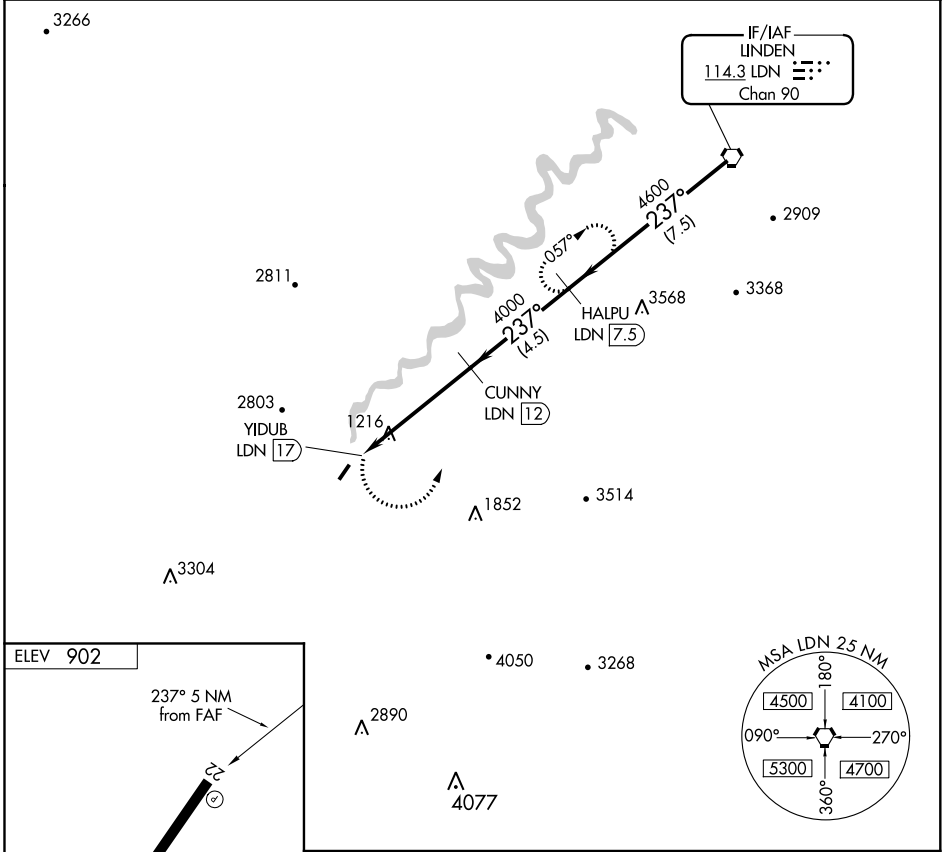 3266
IF/IAF
LINDEN
114.3 LDN
Chan 90
4600
237°
(7.5)
2909
057°
2811
3568
3368
HALPU
LDN 7.5
4000
237°
(4.5)
CUNNY
LDN 12
2803
1216
YIDUB
LDN 17
1852
3514
3304
ELEV 902
4050
3268
237° 5 NM
from FAF
2890
22
4077
MSA LDN 25 NM
180°
4500
4100
090°
270°
5300
4700
360°